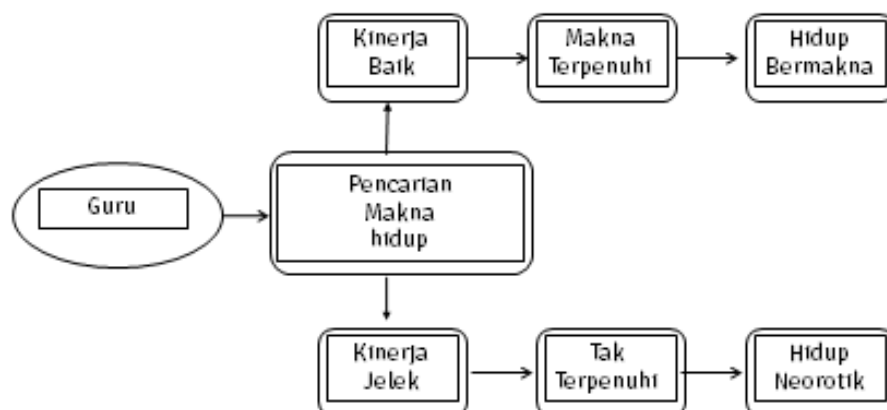 Kinerja
Baik
Makna
Terpenuhi
Hidup
Bermakna
Guru
Pencarian
Makna
hidup
Kinerja
Jelek
Tak
Terpenuhi
Hidup
Neorotik